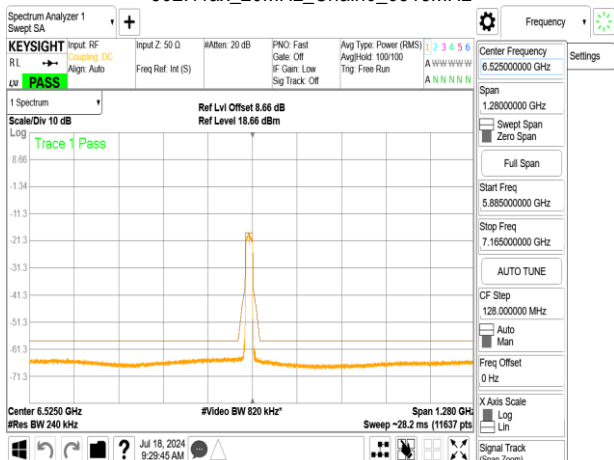 Spectrum Analyzer 1
Swept SA
+
Frequency
KEYSIGHT
RL
LXI
PASS
Input: RF
Coupling: DC
Align: Auto
Input Z: 50 Ω
Freq Ref: Int (S)
#Atten: 20 dB
PNO: Fast
Gate: Off
IF Gain: Low
Sig Track: Off
Avg Type: Power (RMS)
Avg|Hold: 100/100
Trig: Free Run
1 2 3 4 5 6
A W W W W W
A N N N N N
Center Frequency
6.525000000 GHz
Settings
Span
1.28000000 GHz
Swept Span
Zero Span
Full Span
Start Freq
5.885000000 GHz
Stop Freq
7.165000000 GHz
AUTO TUNE
CF Step
128.000000 MHz
Auto
Man
Freq Offset
0 Hz
X Axis Scale
Log
Lin
Signal Track
(Span Zoom)
1 Spectrum
Scale/Div 10 dB
Ref Lvl Offset 8.66 dB
Ref Level 18.66 dBm
Log
Trace 1 Pass
8.66
-1.34
-11.3
-21.3
-31.3
-41.3
-51.3
-61.3
-71.3
Center 6.5250 GHz
#Video BW 820 kHz*
Span 1.280 GHz
#Res BW 240 kHz
Sweep ~28.2 ms (11637 pts
?
Jul 18, 2024
9:29:45 AM